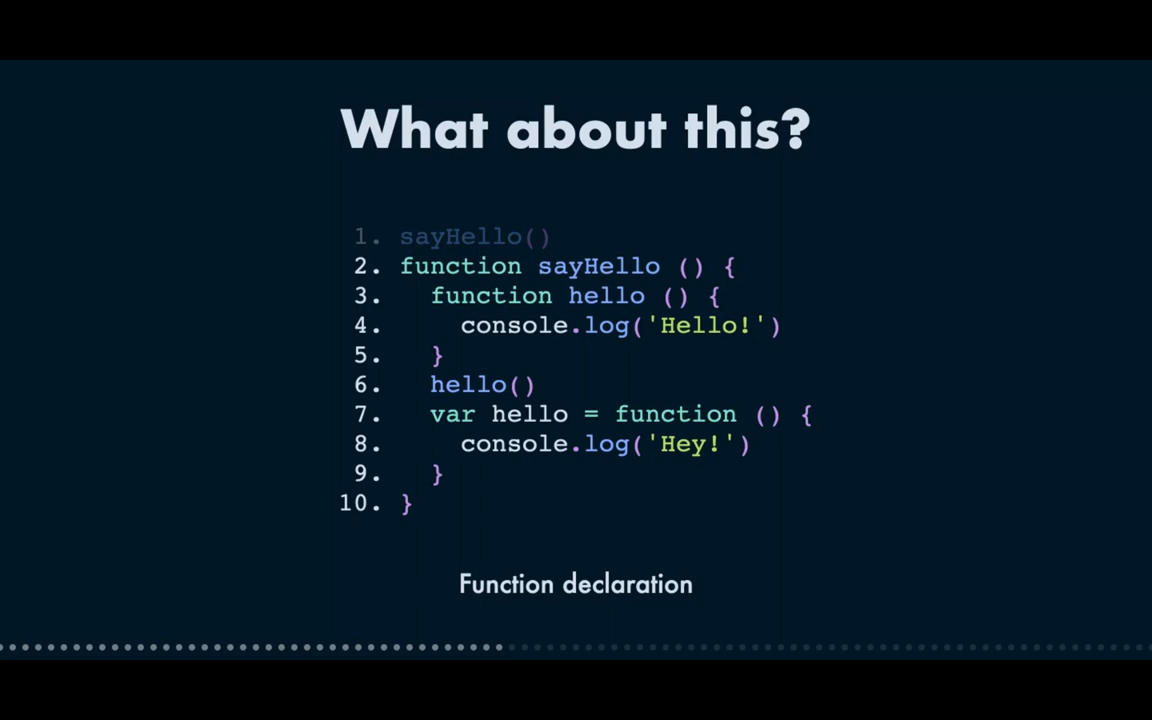 What about this?
1. sayHello()
2. function sayHello () {
3.   function hello () {
4.     console.log('Hello!')
5.   }
6.   hello()
7.   var hello = function () {
8.     console.log('Hey!')
9.   }
10. }
Function declaration